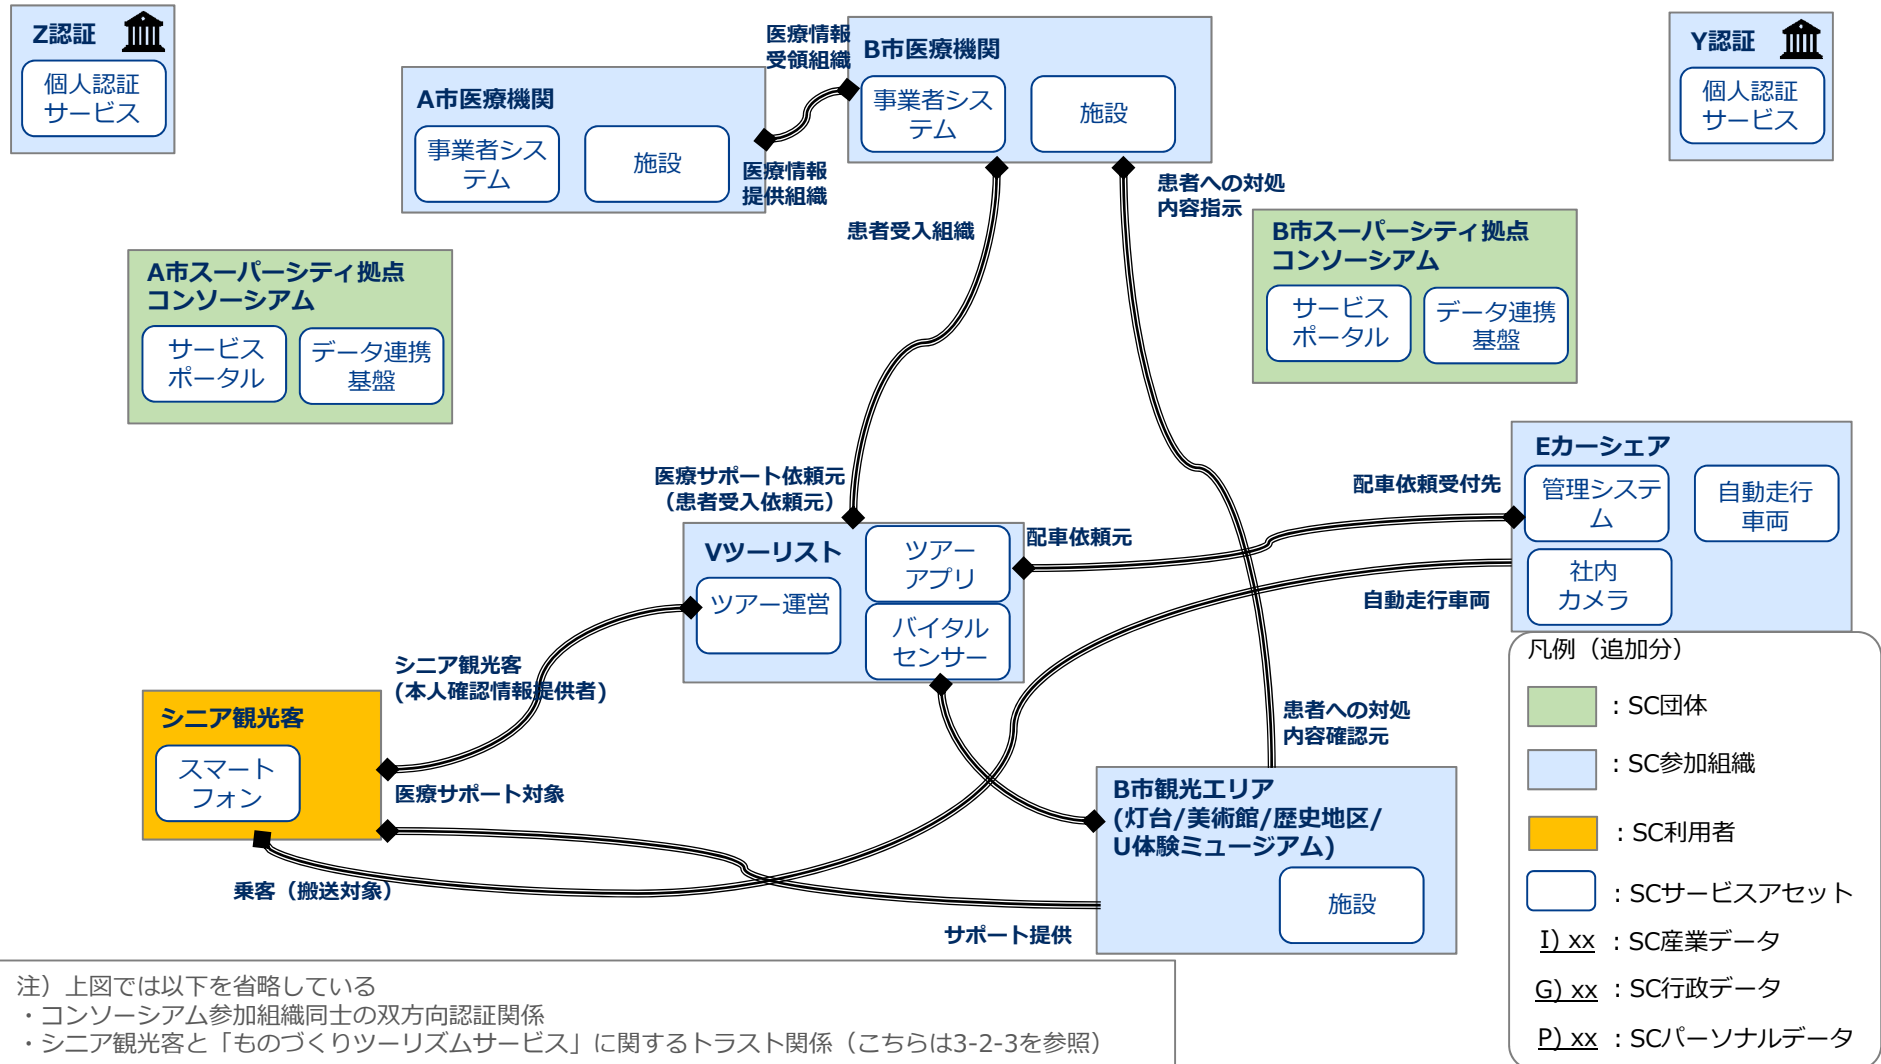 Z認証
個人認証
サービス
A市医療機関
事業者シス
テム
施設
医療情報
受領組織
医療情報
提供組織
B市医療機関
事業者シス
テム
施設
Y認証
個人認証
サービス
患者受入組織
患者への対処
内容指示
A市スーパーシティ拠点
コンソーシアム
サービス
ポータル
データ連携
基盤
B市スーパーシティ拠点
コンソーシアム
サービス
ポータル
データ連携
基盤
医療サポート依頼元
（患者受入依頼元）
Vツーリスト
ツアー運営
ツアー
アプリ
バイタル
センサー
配車依頼元
配車依頼受付先
Eカーシェア
管理システ
ム
自動走行
車両
社内
カメラ
自動走行車両
シニア観光客
(本人確認情報提供者)
シニア観光客
スマート
フォン
医療サポート対象
乗客（搬送対象）
サポート提供
患者への対処
内容確認元
B市観光エリア
(灯台/美術館/歴史地区/
U体験ミュージアム)
施設
凡例（追加分）
：SC団体
：SC参加組織
：SC利用者
：SCサービスアセット
I) xx ：SC産業データ
G) xx ：SC行政データ
P) xx ：SCパーソナルデータ
注）上図では以下を省略している
・コンソーシアム参加組織同士の双方向認証関係
・シニア観光客と「ものづくりツーリズムサービス」に関するトラスト関係（こちらは3-2-3を参照）